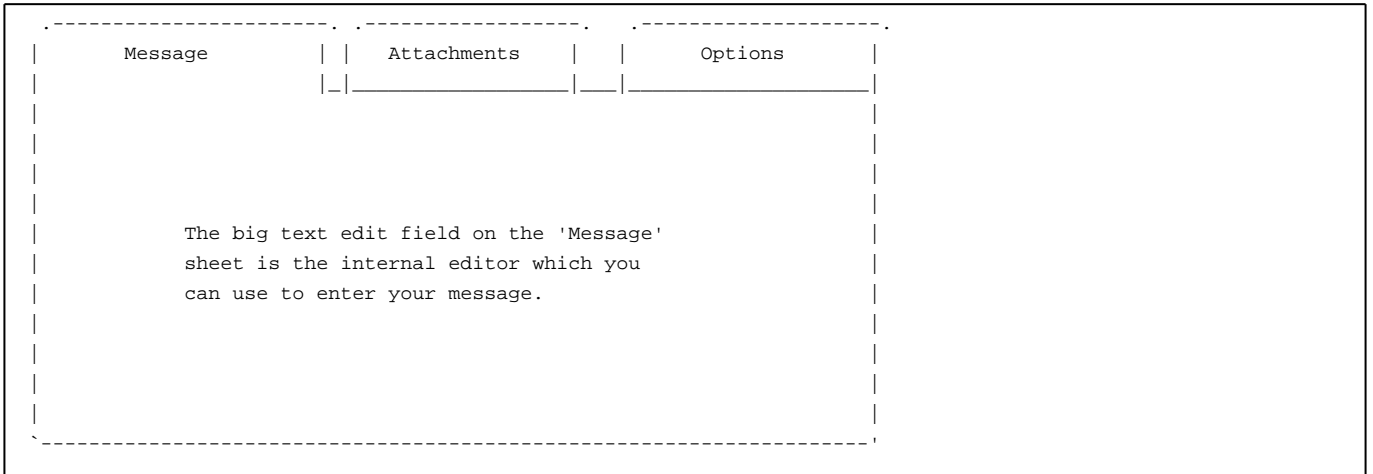 Message Attachments Options
The big text edit field on the 'Message'
sheet is the internal editor which you
can use to enter your message.